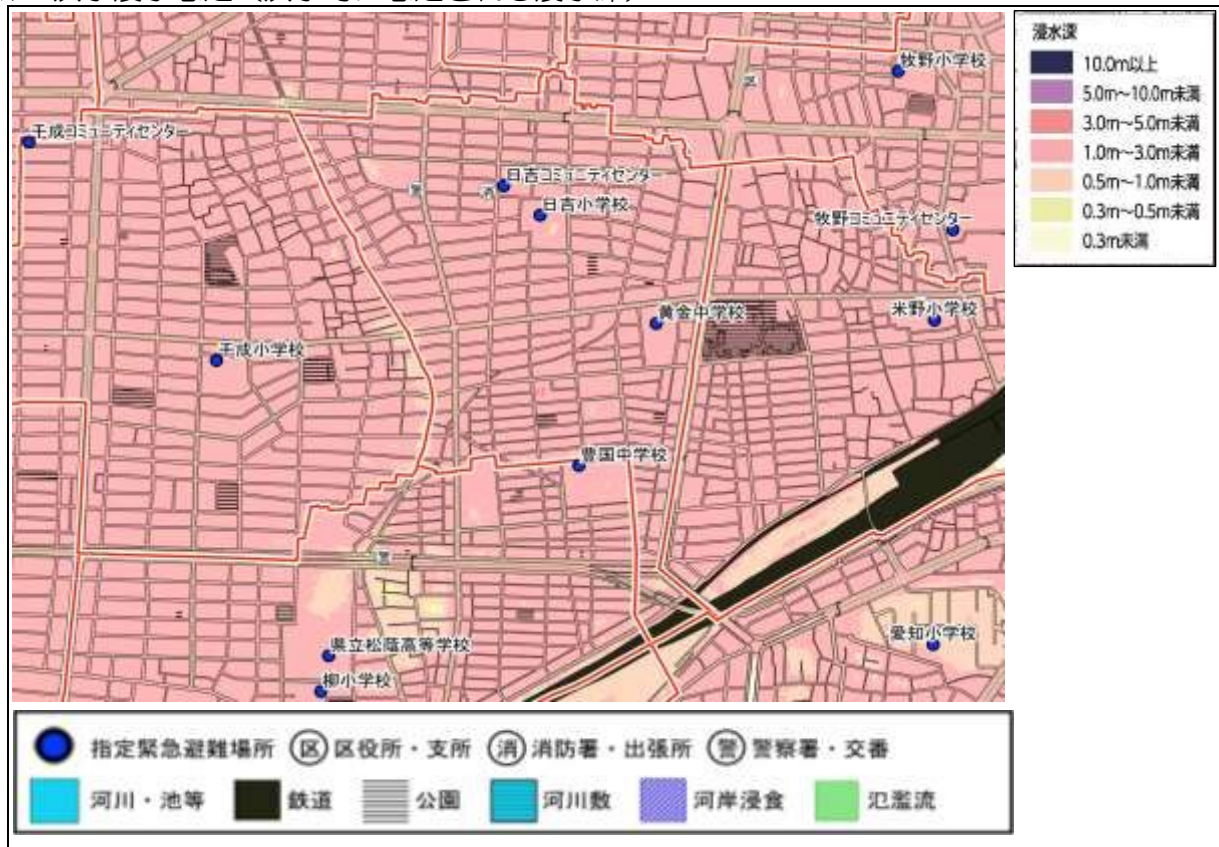 牧野小学校
区
千成コミュニティセンター
日吉コミュニティセンター
警
消
日吉小学校
牧野コミュニティセンター
黄金中学校
米野小学校
千成小学校
豊国中学校
警
愛知小学校
県立松蔭高等学校
柳小学校
浸水深
10.0m以上
5.0m～10.0m未満
3.0m～5.0m未満
1.0m～3.0m未満
0.5m～1.0m未満
0.3m～0.5m未満
0.3m未満
指定緊急避難場所 区 区役所・支所 消 消防署・出張所 警 警察署・交番
河川・池等 鉄道 公園 河川敷 河岸浸食 氾濫流